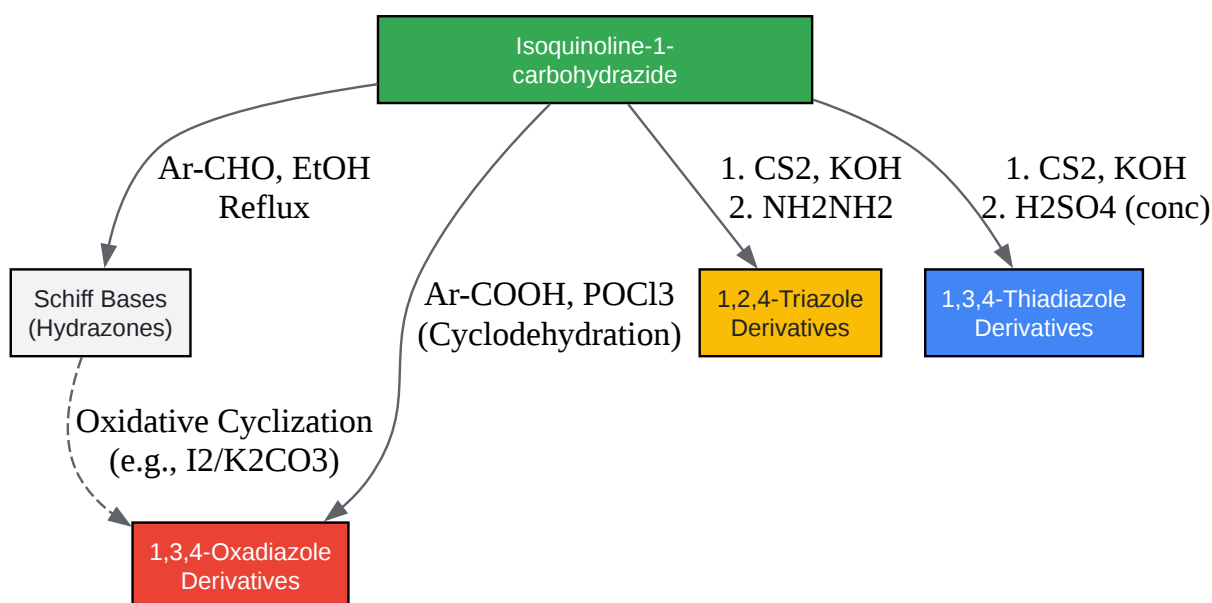 Isoquinoline-1-
carbohydrazide
Ar-CHO, EtOH
Reflux
1. CS2, KOH
2. NH2NH2
1. CS2, KOH
2. H2SO4 (conc)
Schiff Bases
(Hydrazones)
Ar-COOH, POCl3
(Cyclodehydration)
1,2,4-Triazole
Derivatives
1,3,4-Thiadiazole
Derivatives
Oxidative Cyclization
(e.g., I2/K2CO3)
1,3,4-Oxadiazole
Derivatives